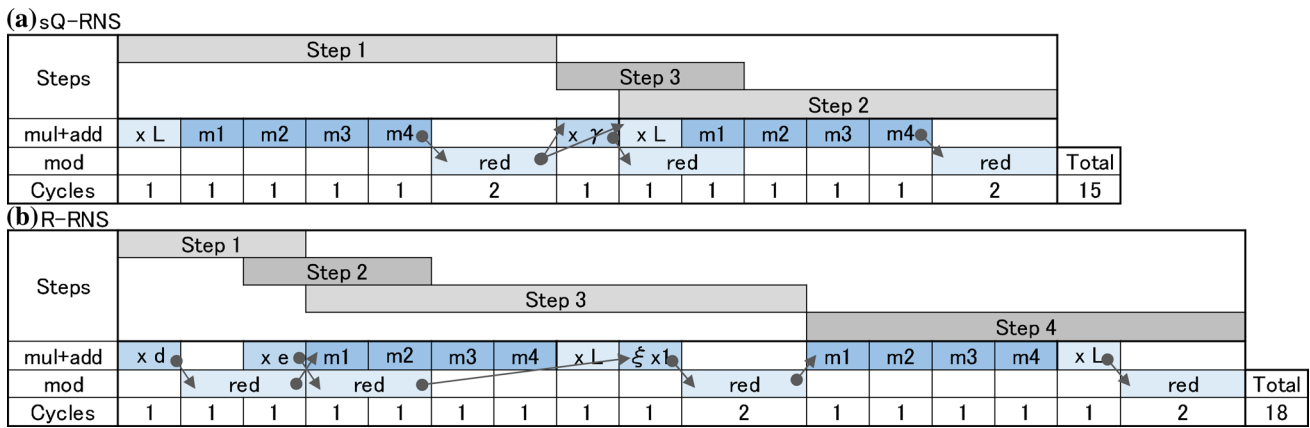 (a) sQ-RNS
Step 1
Steps Step 3
Step 2
mul+add x L m1 m2 m3 m4 x γ x L m1 m2 m3 m4
mod red red red Total
Cycles 1 1 1 1 1 2 1 1 1 1 1 1 2 15
(b) R-RNS
Step 1
Step 2
Steps Step 3
Step 4
mul+add x d x e m1 m2 m3 m4 x L ξ x1 m1 m2 m3 m4 x L
mod red red red red Total
Cycles 1 1 1 1 1 1 1 1 1 2 1 1 1 1 1 2 18